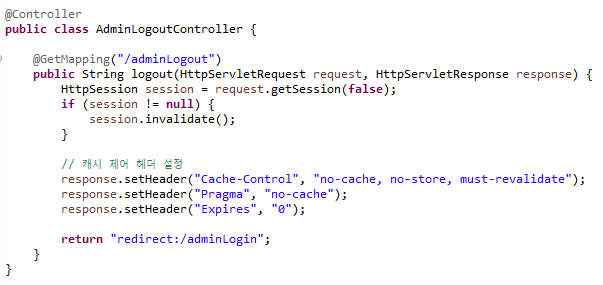 @Controller
public class AdminLogoutController {
@GetMapping("/adminLogout")
public String logout(HttpServletRequest request, HttpServletResponse response) {
HttpSession session = request.getSession(false);
if (session != null) {
session.invalidate();
}
// 캐시 제어 헤더 설정
response.setHeader("Cache-Control", "no-cache, no-store, must-revalidate");
response.setHeader("Pragma", "no-cache");
response.setHeader("Expires", "0");
return "redirect:/adminLogin";
}
}